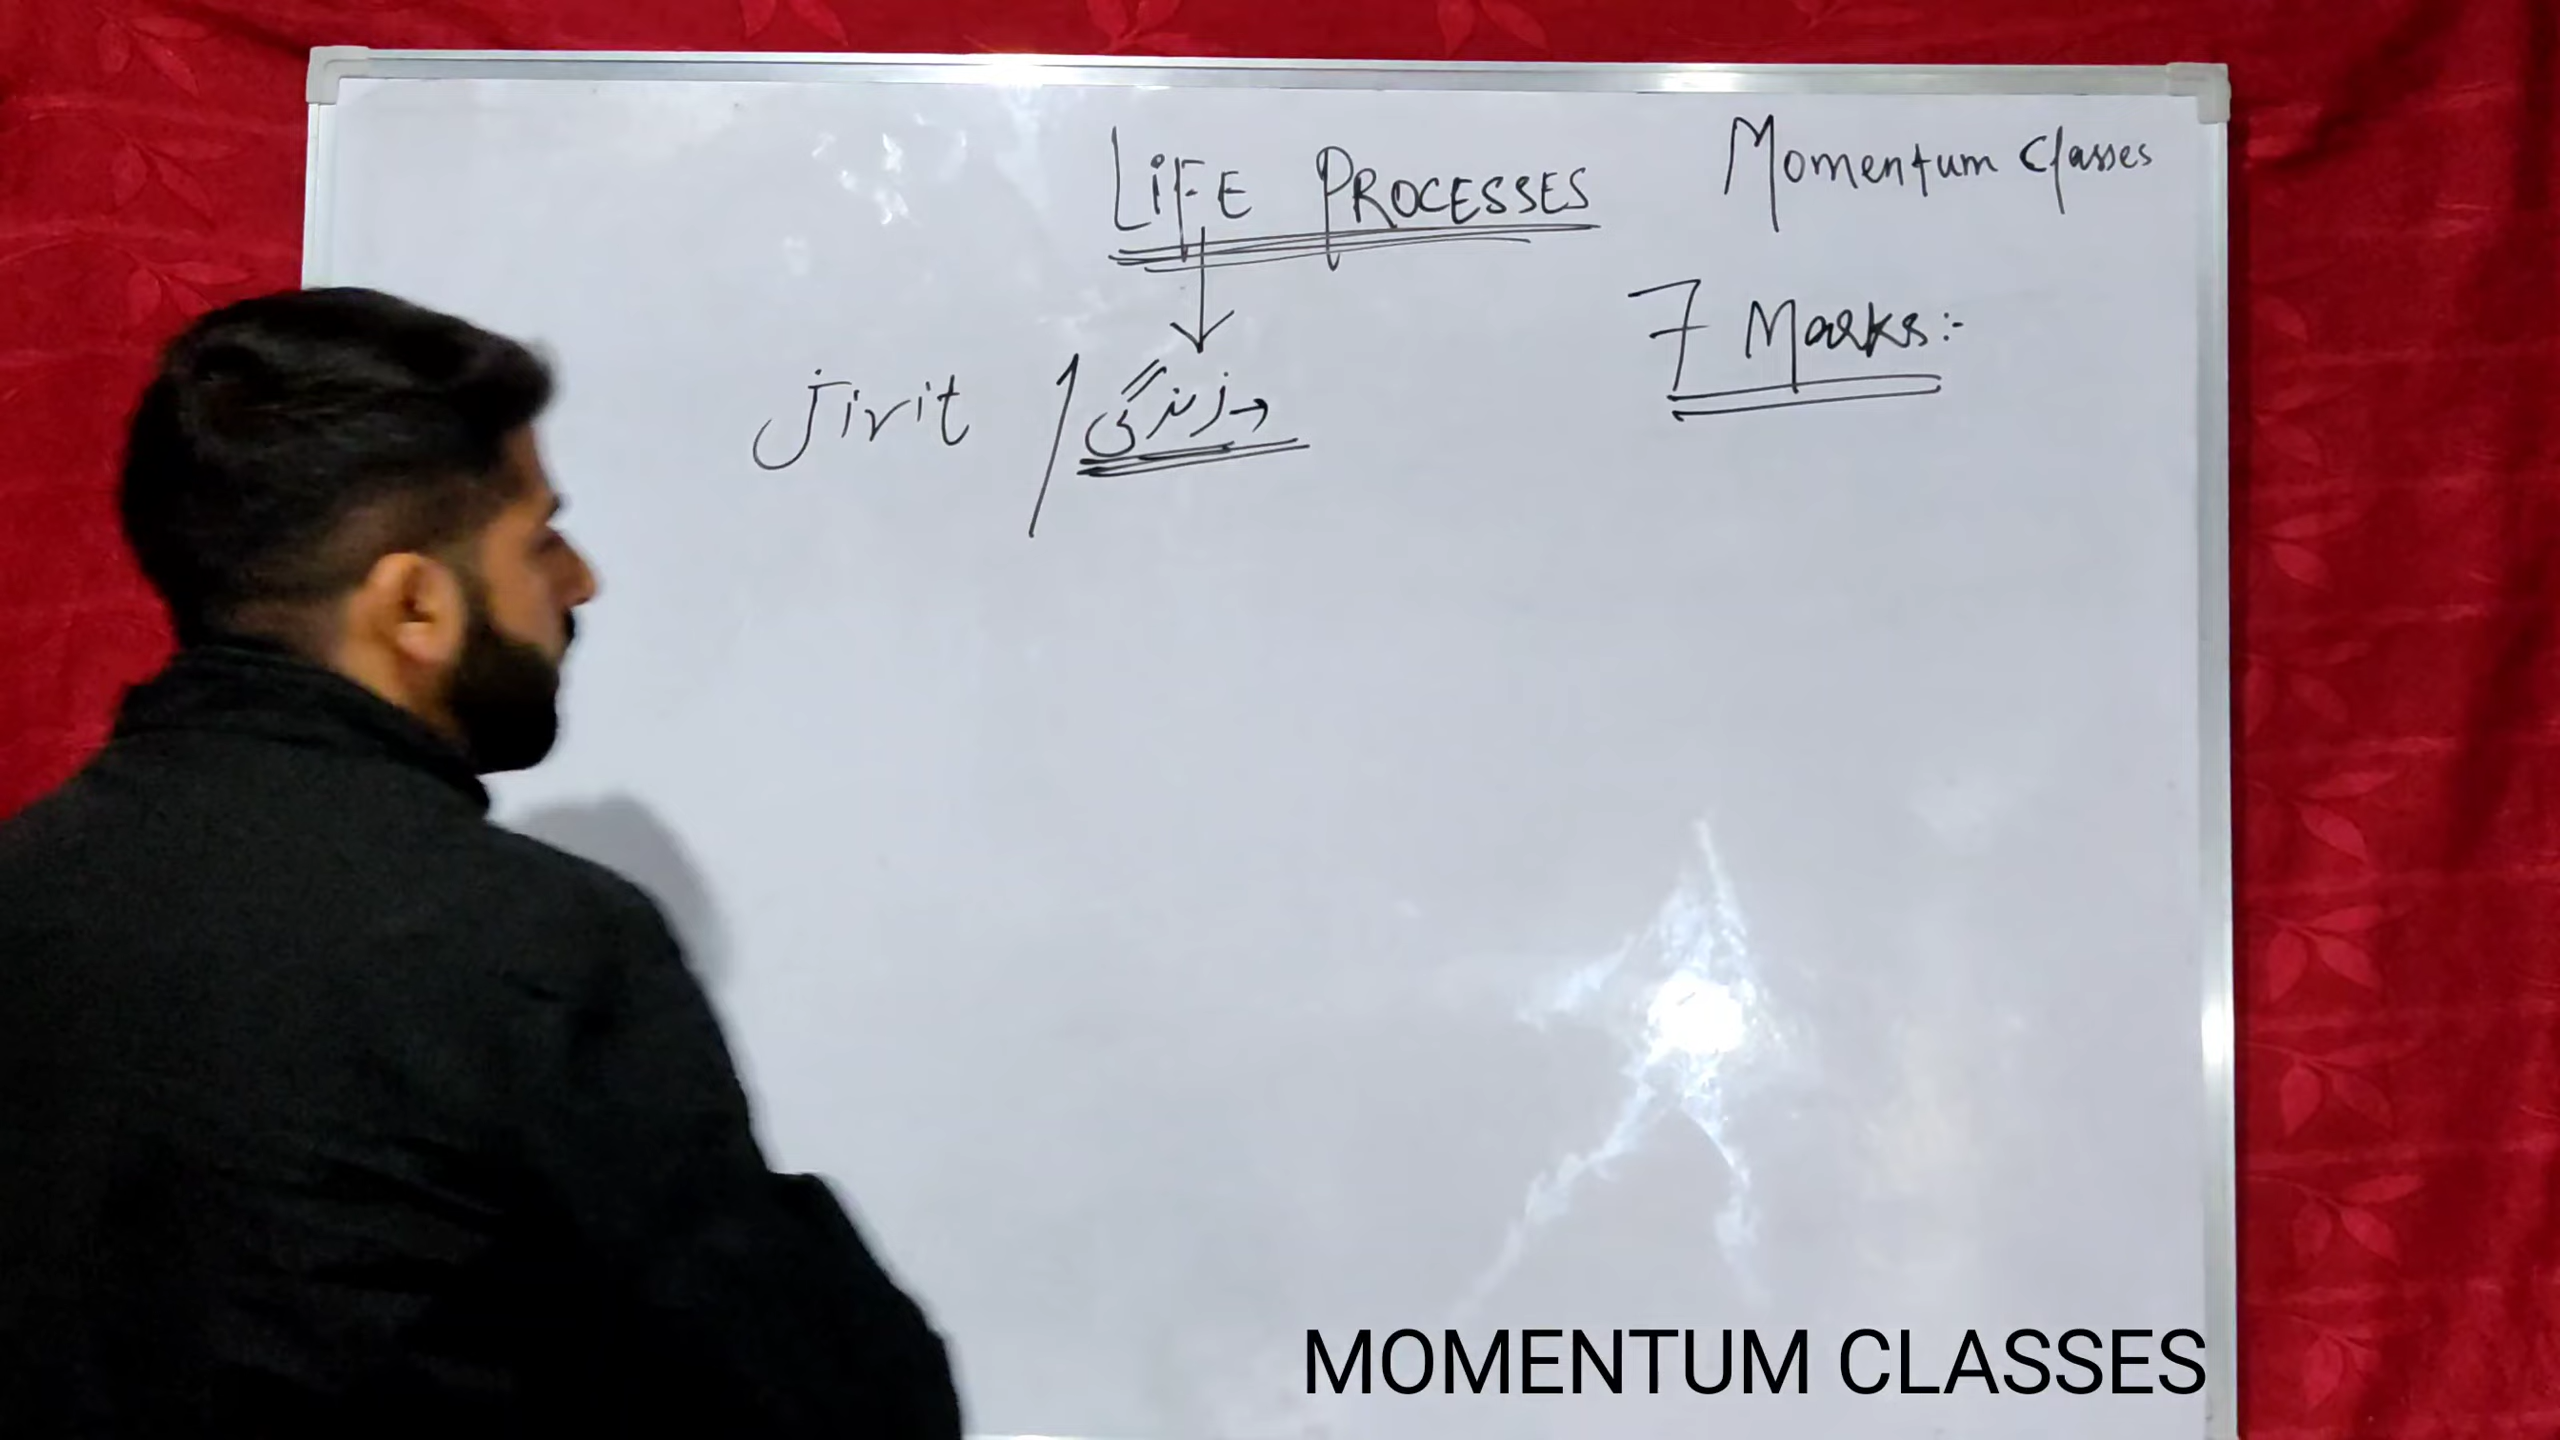 LiFE PROCESSES
Momentum Classes
7 Marks:-
Jivit / زندگی
MOMENTUM CLASSES